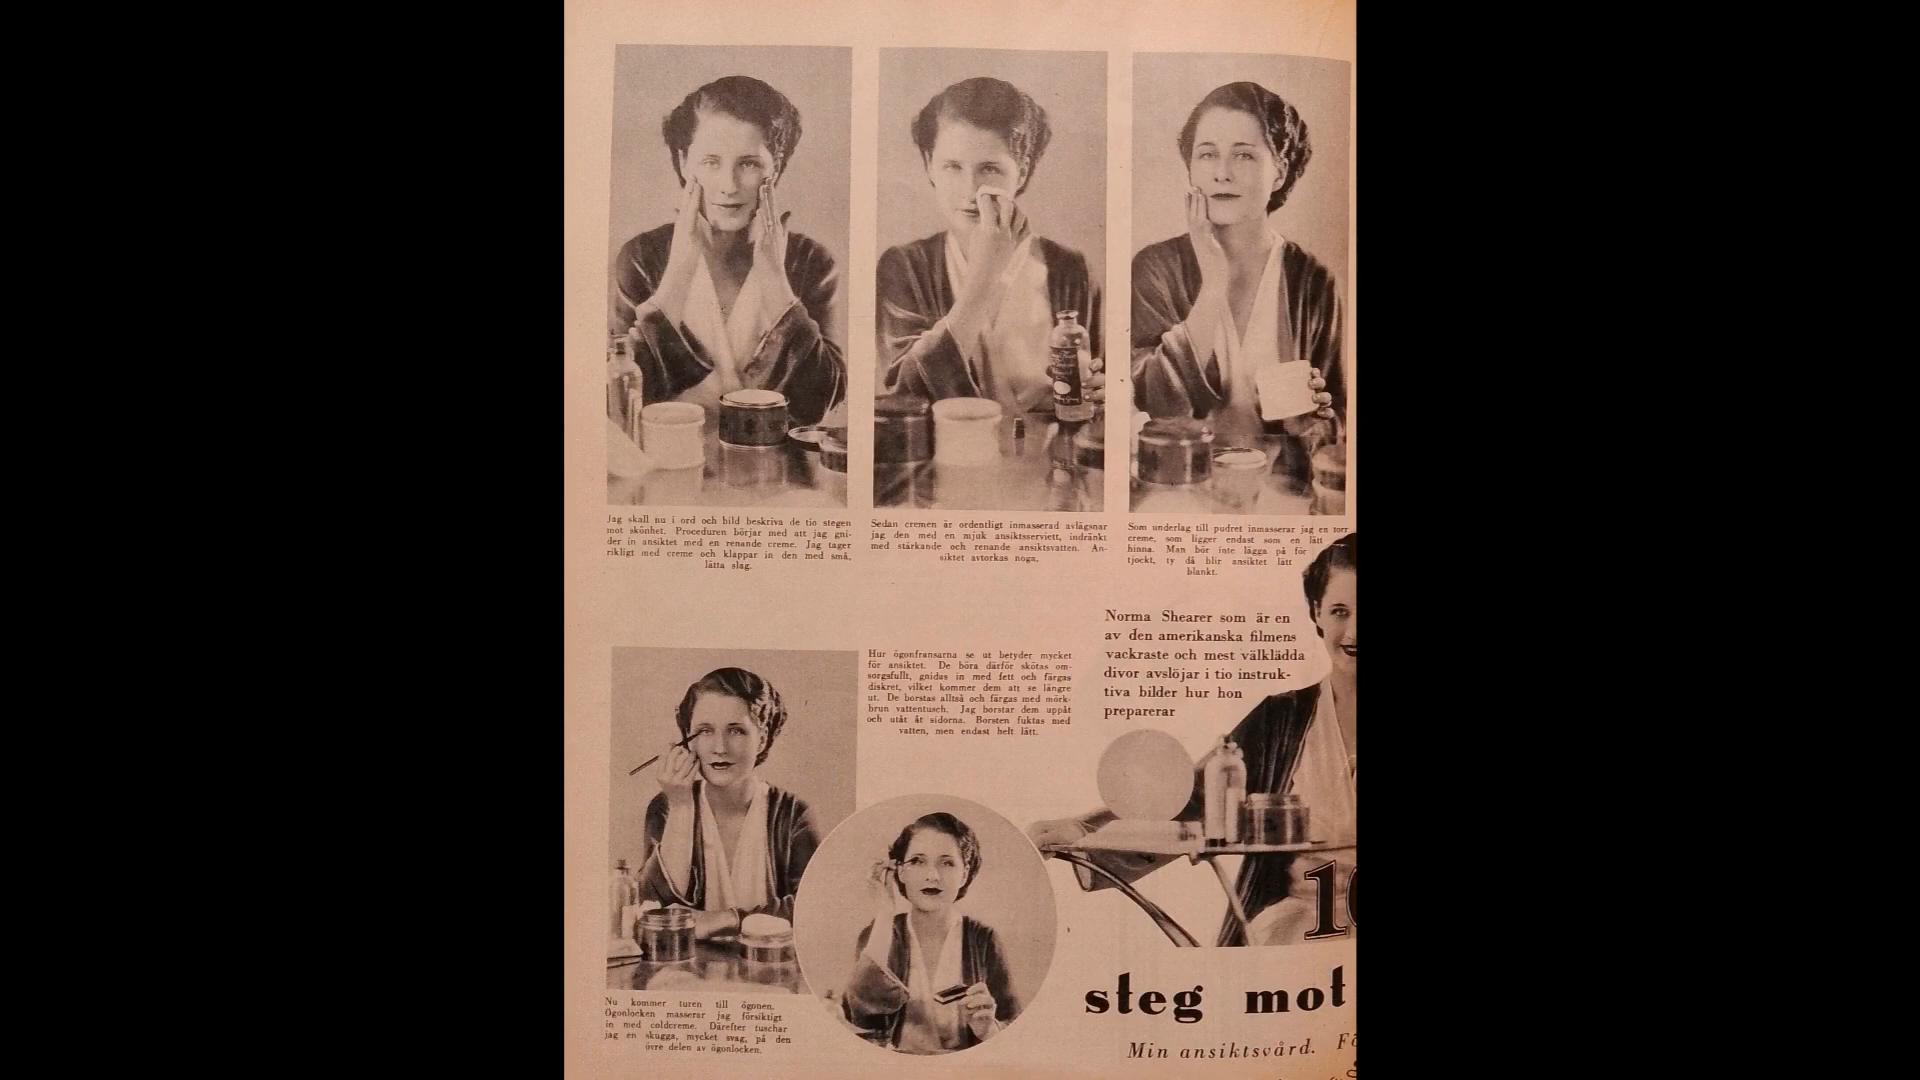 Jag skall nu i ord och bild beskriva de tio stegen
mot skönhet. Proceduren börjar med att jag gni-
der in ansiktet med en renande creme. Jag tager
rikligt med creme och klappar in den med små,
lätta slag.
Sedan cremen är ordentligt inmasserad avlägsnar
jag den med en mjuk ansiktsserviett, indränkt
med stärkande och renande ansiktsvatten. An-
siktet avtorkas noga.
Som underlag till pudret inmasserar jag en torr
creme, som ligger endast som en lätt
hinna. Man bör inte lägga på för
tjockt, ty då blir ansiktet lätt
blankt.
Norma Shearer som är en
av den amerikanska filmens
vackraste och mest välklädda
divor avslöjar i tio instruk-
tiva bilder hur hon
preparerar
Hur ögonfransarna se ut betyder mycket
för ansiktet. De böra därför skötas om-
sorgsfullt, gnidas in med fett och färgas
diskret, vilket kommer dem att se längre
ut. De borstas alltså och färgas med mörk-
brun vattentusch. Jag borstar dem uppåt
och utåt åt sidorna. Borsten fuktas med
vatten, men endast helt lätt.
Nu kommer turen till ögonen.
Ögonlocken masserar jag försiktigt
in med coldcreme. Därefter tuschar
jag en skugga, mycket svag, på den
övre delen av ögonlocken.
10
steg mot
Min ansiktsvård. Fö